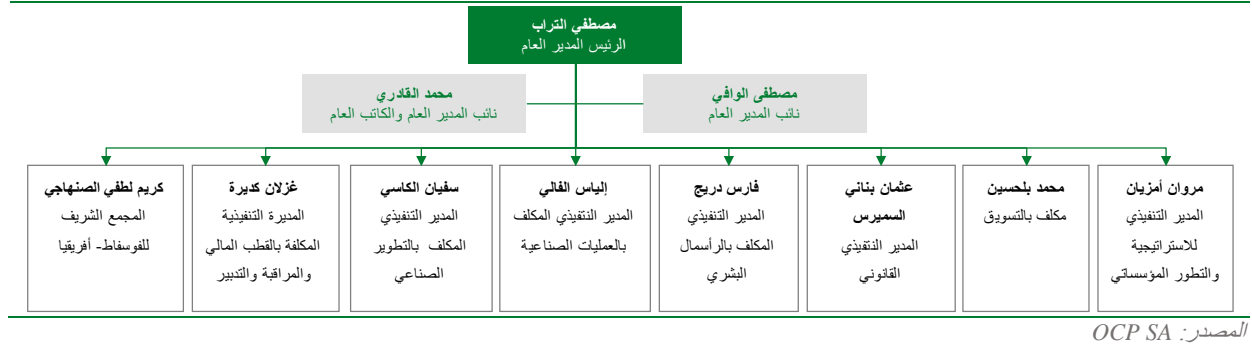 مصطفي التراب
الرئيس المدير العام
مصطفى الوافي
نائب المدير العام
محمد القادري
نائب المدير العام والكاتب العام
مروان أمزيان
المدير التنفيذي
للاستراتيجية
والتطور المؤسساتي
محمد بلحسين
مكلف بالتسويق
عثمان بناني
السميرس
المدير التنفيذي
القانوني
فارس دريج
المدير التنفيذي
المكلف بالرأسمال
البشري
إلياس الفالي
المدير التنفيذي المكلف
بالعمليات الصناعية
سفيان الكاسي
المدير التنفيذي
المكلف بالتطوير
الصناعي
غزلان كديرة
المديرة التنفيذية
المكلفة بالقطب المالي
والمراقبة والتدبير
كريم لطفي الصنهاجي
المجمع الشريف
للفوسفاط- أفريقيا
المصدر: OCP SA